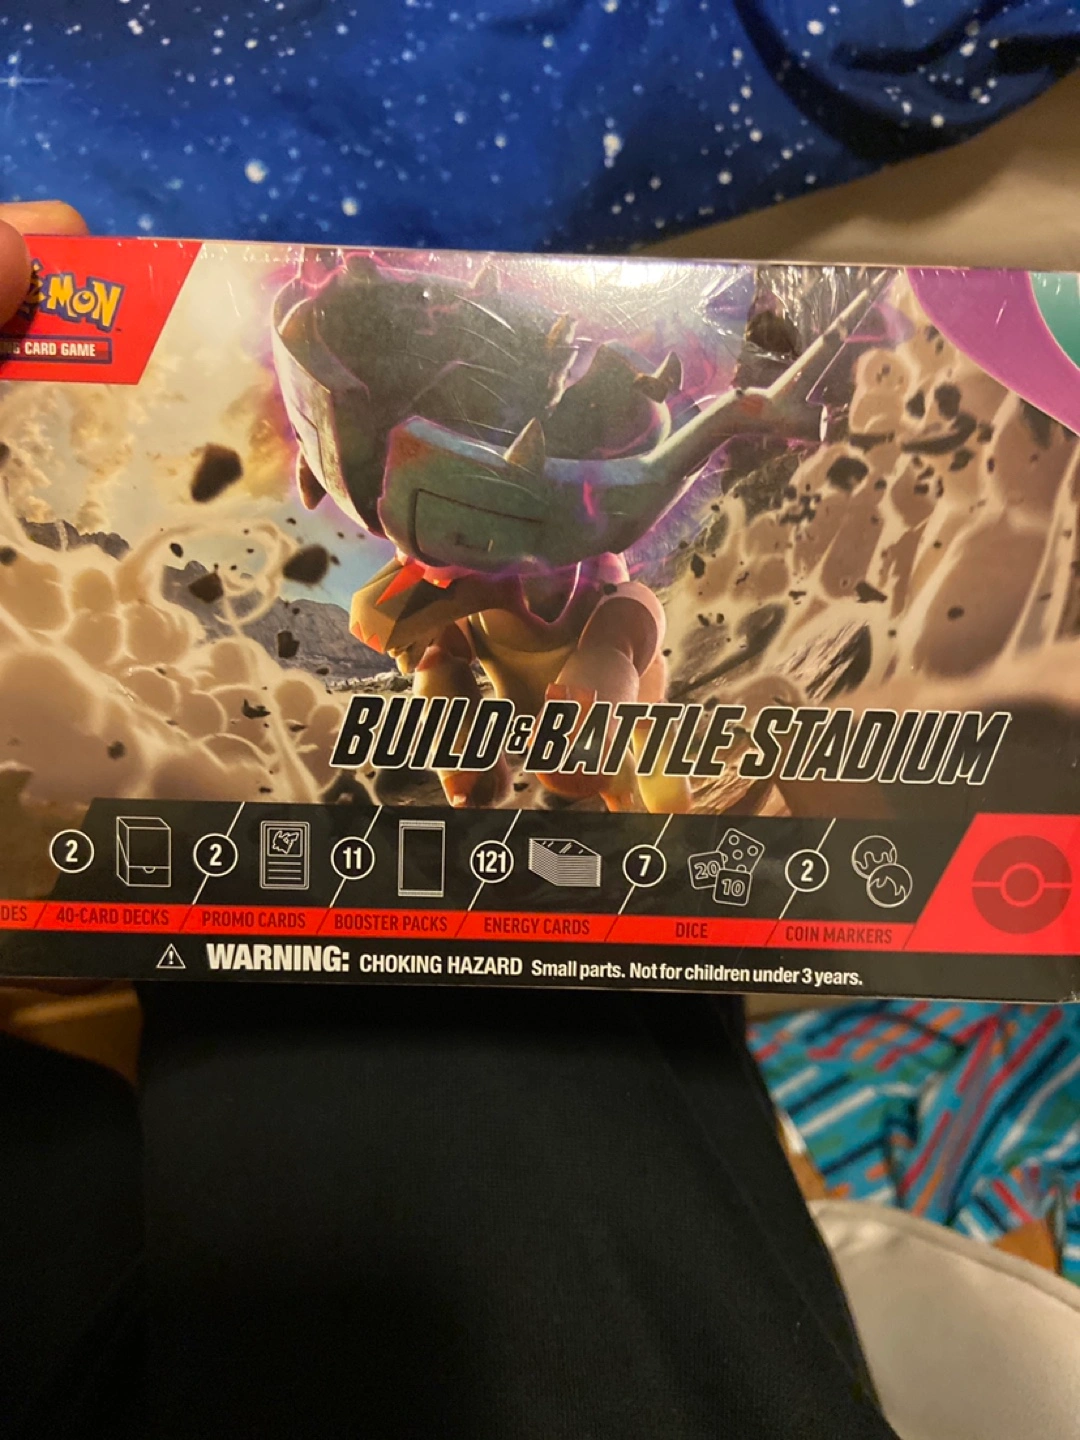 MON
CARD GAME
BUILD & BATTLE STADIUM
2 2 11 121 7 2
20
10
40-CARD DECKS / PROMO CARDS / BOOSTER PACKS / ENERGY CARDS / DICE / COIN MARKERS
WARNING: CHOKING HAZARD Small parts. Not for children under 3 years.